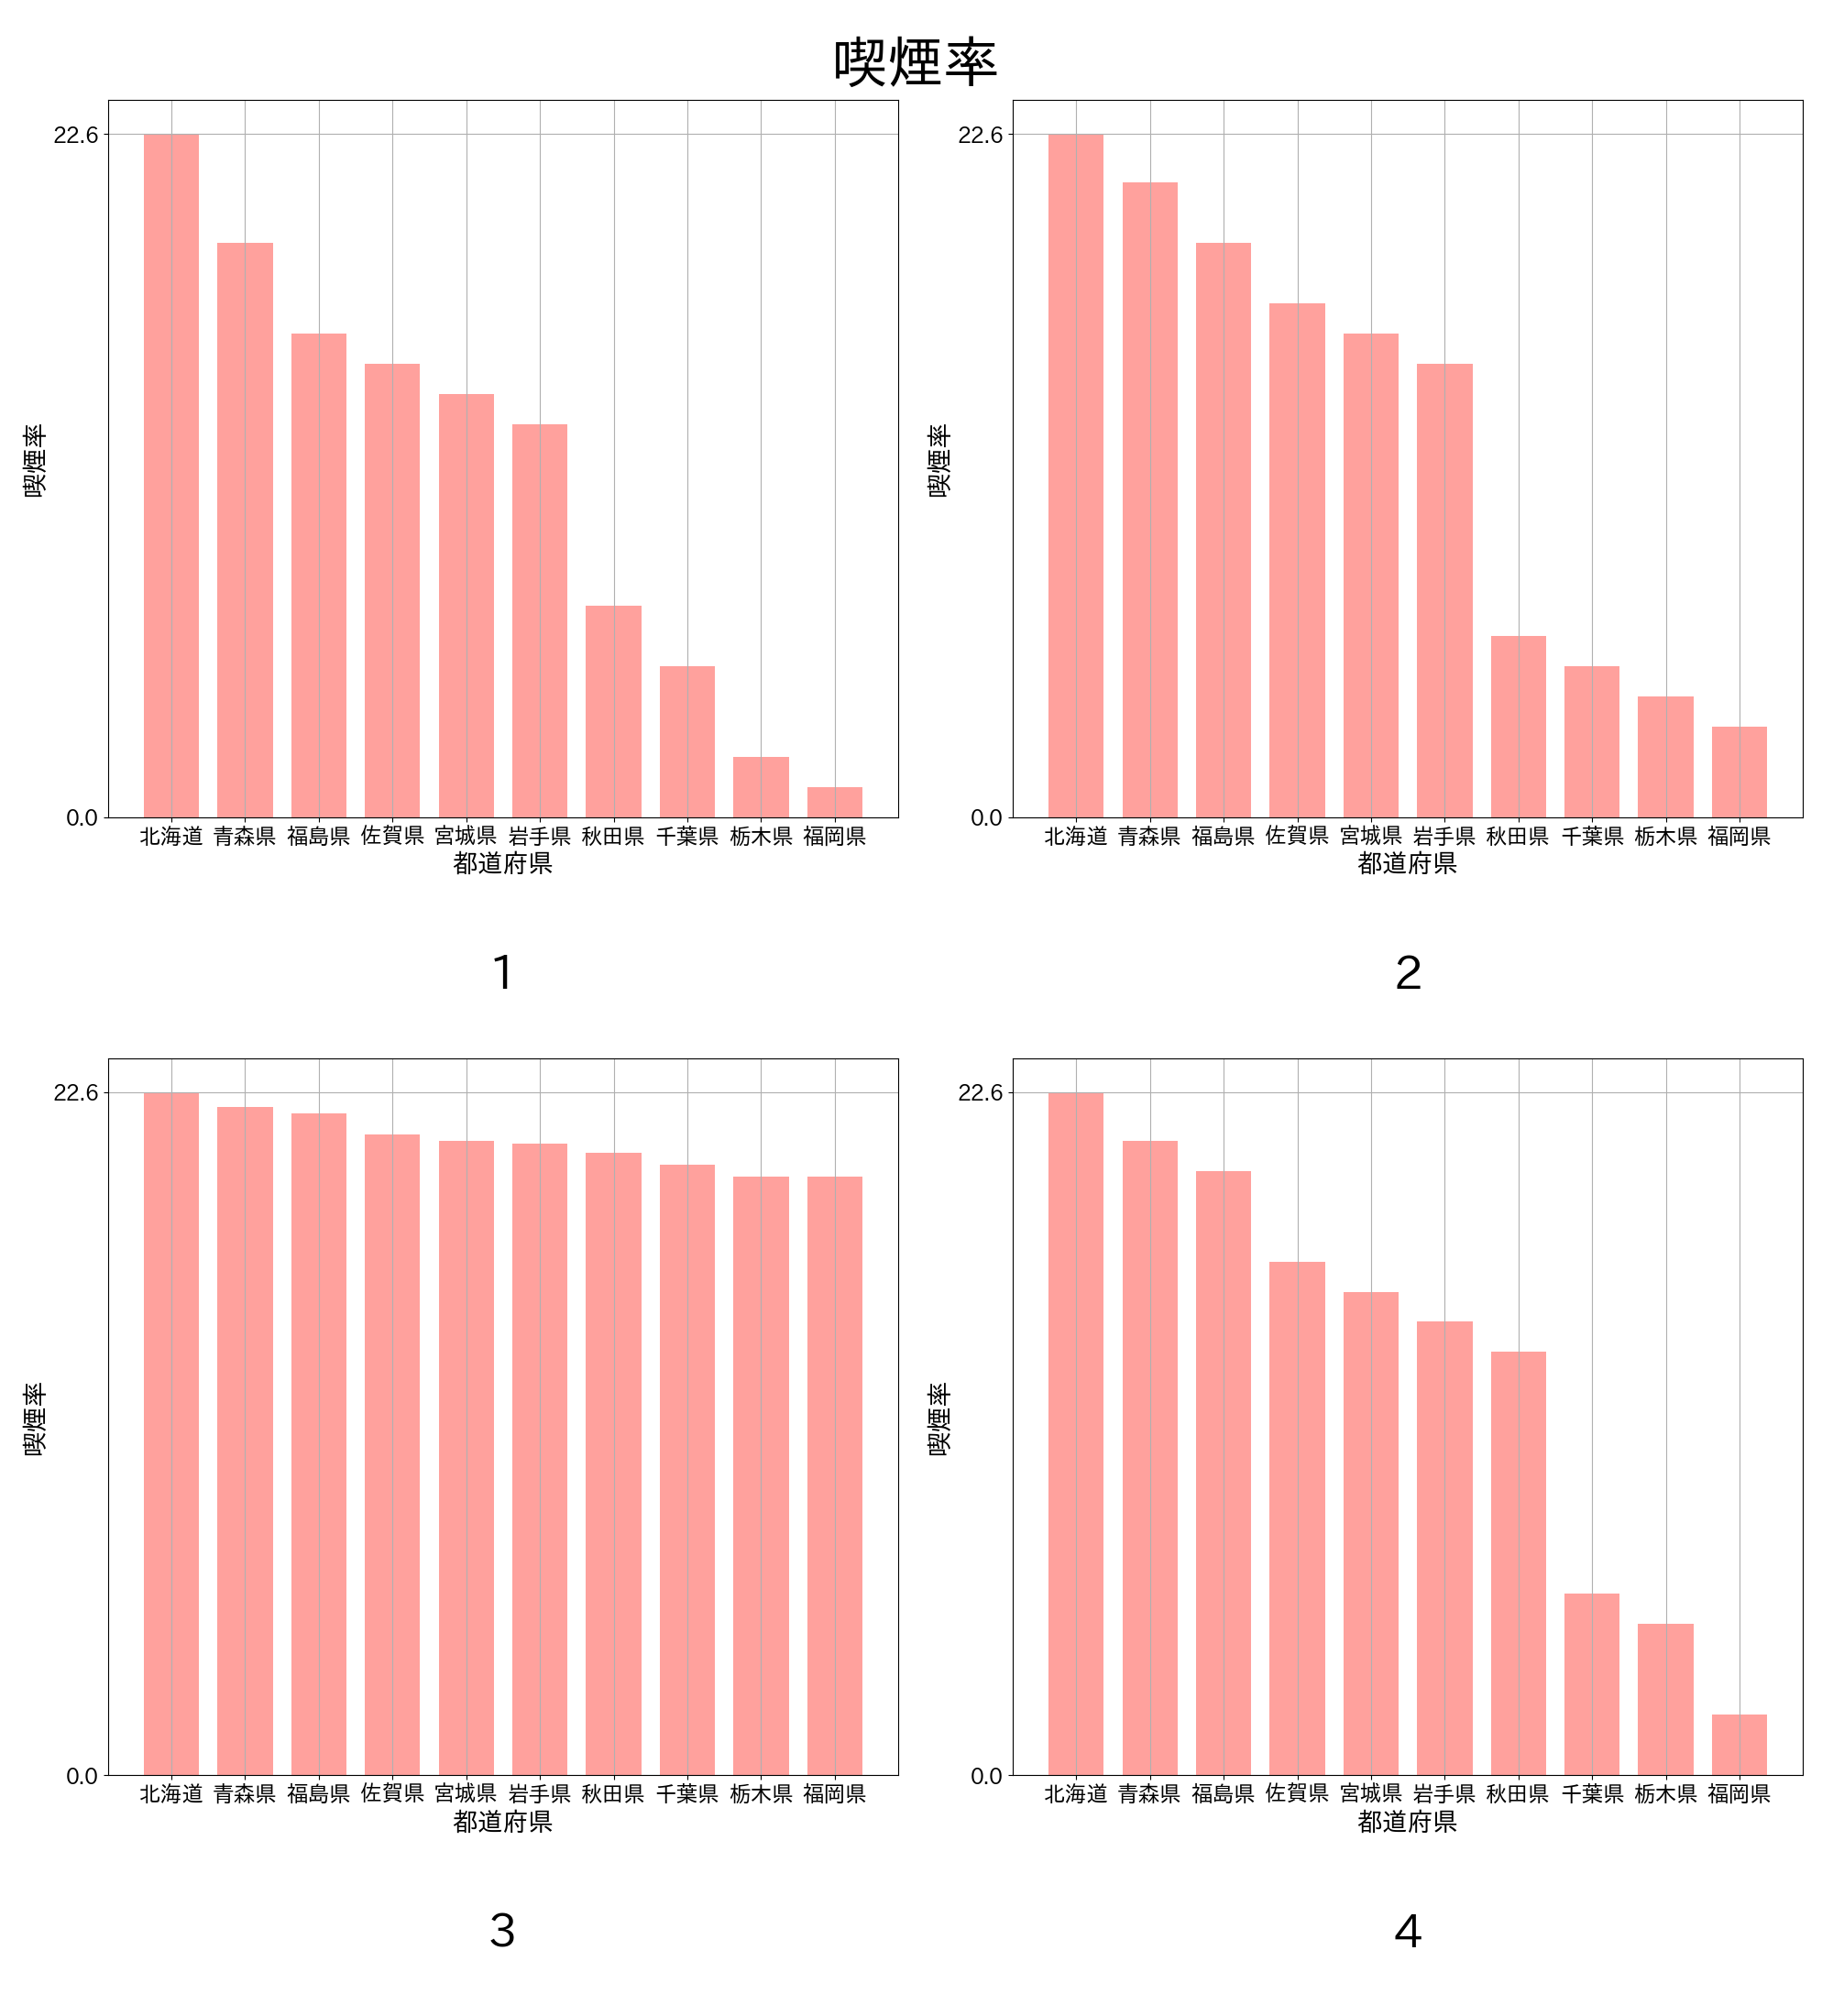 喫煙率
22.6
0.0
喫煙率
北海道 青森県 福島県 佐賀県 宮城県 岩手県 秋田県 千葉県 栃木県 福岡県
都道府県
1
22.6
0.0
喫煙率
北海道 青森県 福島県 佐賀県 宮城県 岩手県 秋田県 千葉県 栃木県 福岡県
都道府県
2
22.6
0.0
喫煙率
北海道 青森県 福島県 佐賀県 宮城県 岩手県 秋田県 千葉県 栃木県 福岡県
都道府県
3
22.6
0.0
喫煙率
北海道 青森県 福島県 佐賀県 宮城県 岩手県 秋田県 千葉県 栃木県 福岡県
都道府県
4